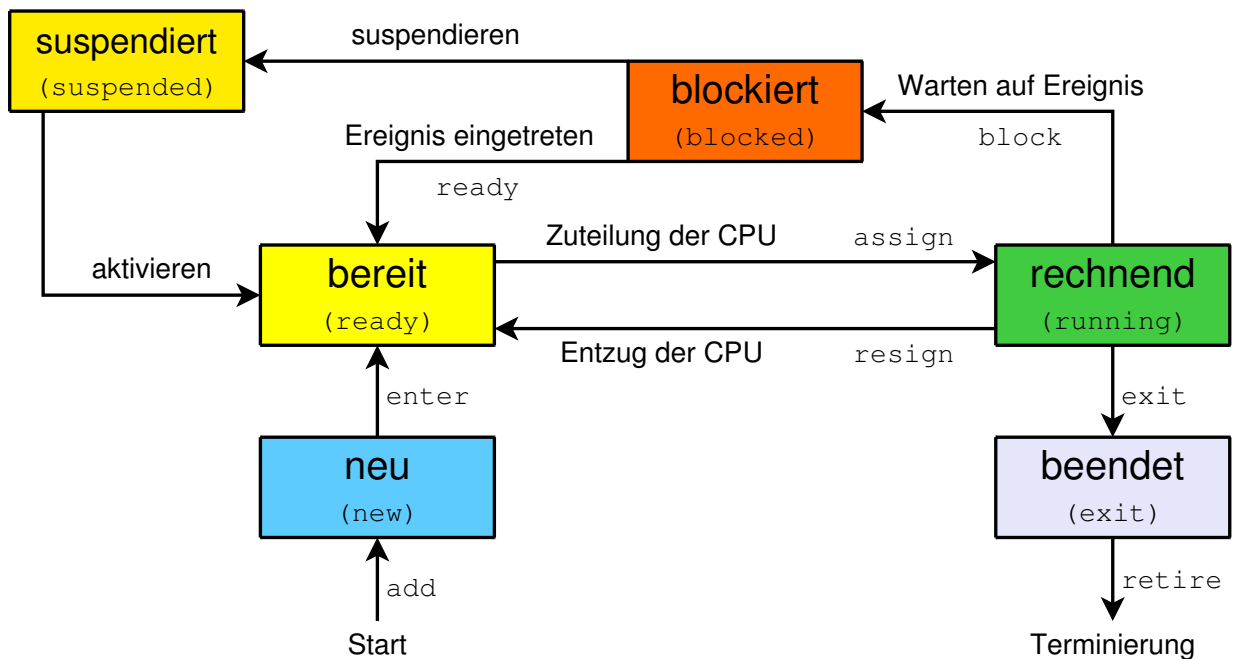 suspendiert
(suspended)
suspendieren
blockiert
(blocked)
Warten auf Ereignis
block
Ereignis eingetreten
ready
aktivieren
bereit
(ready)
Zuteilung der CPU assign
rechnend
(running)
Entzug der CPU resign
enter
exit
neu
(new)
beendet
(exit)
add
retire
Start
Terminierung